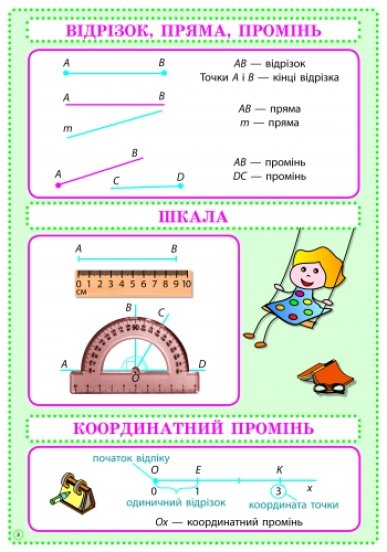 ВІДРІЗОК, ПРЯМА, ПРОМІНЬ
A B
AB — відрізок
Точки A і B — кінці відрізка
A B
m
AB — пряма
m — пряма
A B
C D
AB — промінь
DC — промінь
ШКАЛА
A B
0 1 2 3 4 5 6 7 8 9 10
СМ
B
C
A O D
КООРДИНАТНИЙ ПРОМІНЬ
початок відліку
O E K
0 1 3 x
одиничний відрізок
координата точки
Ox — координатний промінь
2